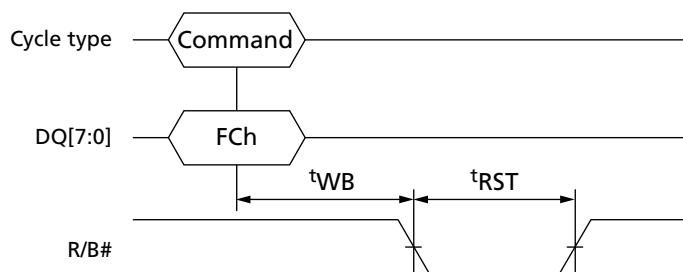 Cycle type Command
DQ[7:0] FCh
tWB tRST
R/B#